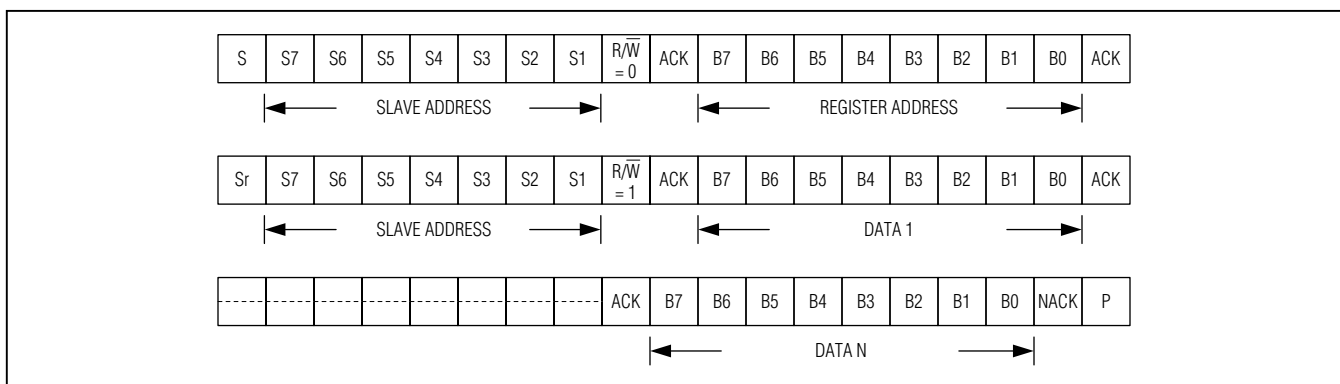 S S7 S6 S5 S4 S3 S2 S1 R/W̅ = 0 ACK B7 B6 B5 B4 B3 B2 B1 B0 ACK
SLAVE ADDRESS REGISTER ADDRESS
Sr S7 S6 S5 S4 S3 S2 S1 R/W̅ = 1 ACK B7 B6 B5 B4 B3 B2 B1 B0 ACK
SLAVE ADDRESS DATA 1
ACK B7 B6 B5 B4 B3 B2 B1 B0 NACK P
DATA N